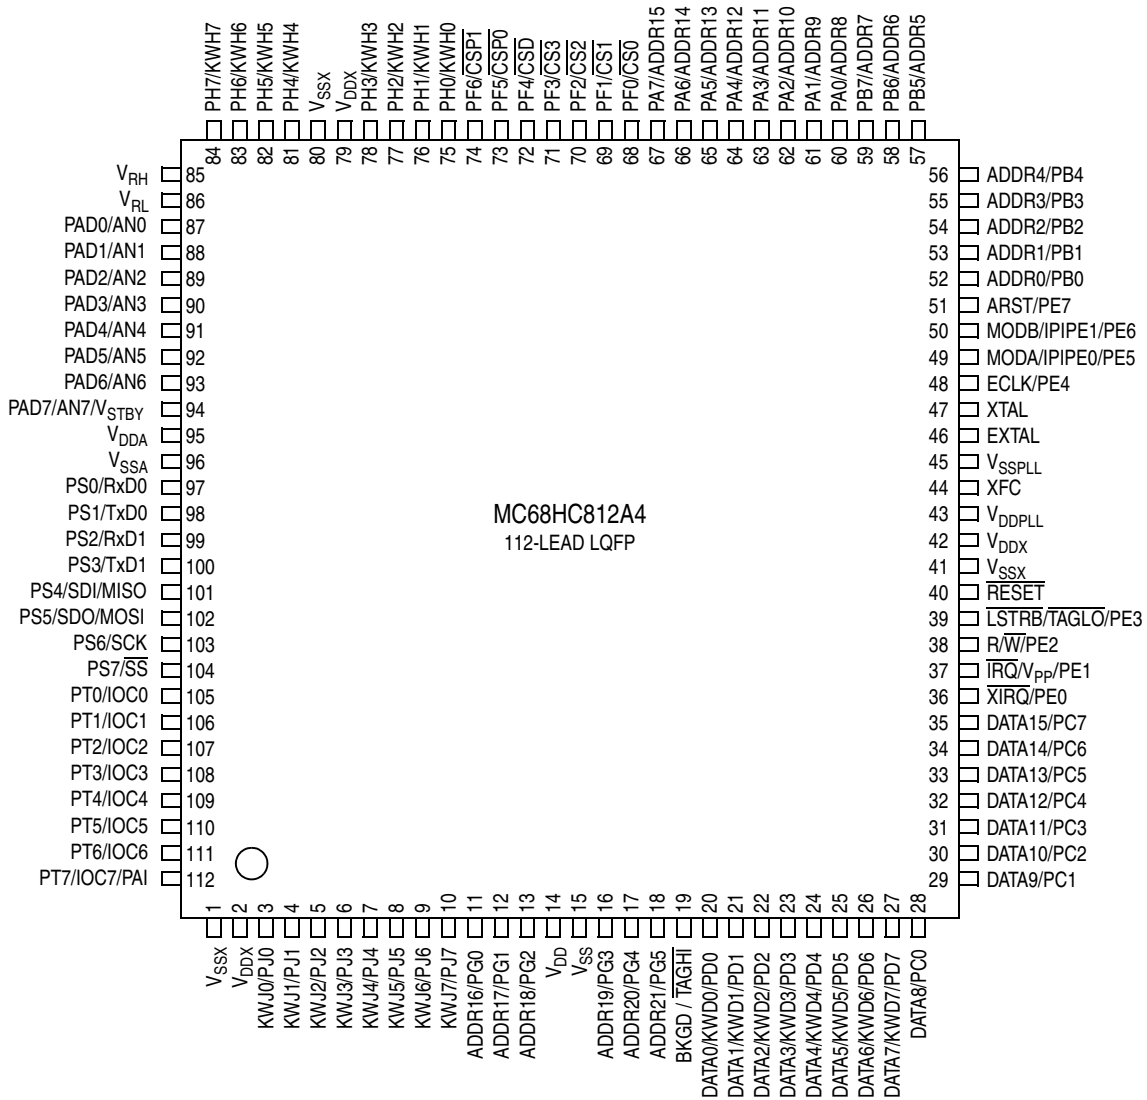 PH7/KWH7
PH6/KWH6
PH5/KWH5
PH4/KWH4
VSSX
VDDX
PH3/KWH3
PH2/KWH2
PH1/KWH1
PH0/KWH0
PF6/CSP1
PF5/CSP0
PF4/CSD
PF3/CS3
PF2/CS2
PF1/CS1
PF0/CS0
PA7/ADDR15
PA6/ADDR14
PA5/ADDR13
PA4/ADDR12
PA3/ADDR11
PA2/ADDR10
PA1/ADDR9
PA0/ADDR8
PB7/ADDR7
PB6/ADDR6
PB5/ADDR5
84
83
82
81
80
79
78
77
76
75
74
73
72
71
70
69
68
67
66
65
64
63
62
61
60
59
58
57
VRH 85
VRL 86
PAD0/AN0 87
PAD1/AN1 88
PAD2/AN2 89
PAD3/AN3 90
PAD4/AN4 91
PAD5/AN5 92
PAD6/AN6 93
PAD7/AN7/VSTBY 94
VDDA 95
VSSA 96
PS0/RxD0 97
PS1/TxD0 98
PS2/RxD1 99
PS3/TxD1 100
PS4/SDI/MISO 101
PS5/SDO/MOSI 102
PS6/SCK 103
PS7/SS 104
PT0/IOC0 105
PT1/IOC1 106
PT2/IOC2 107
PT3/IOC3 108
PT4/IOC4 109
PT5/IOC5 110
PT6/IOC6 111
PT7/IOC7/PAI 112
MC68HC812A4
112-LEAD LQFP
56 ADDR4/PB4
55 ADDR3/PB3
54 ADDR2/PB2
53 ADDR1/PB1
52 ADDR0/PB0
51 ARST/PE7
50 MODB/IPIPE1/PE6
49 MODA/IPIPE0/PE5
48 ECLK/PE4
47 XTAL
46 EXTAL
45 VSSPLL
44 XFC
43 VDDPLL
42 VDDX
41 VSSX
40 RESET
39 LSTRB/TAGLO/PE3
38 R/W/PE2
37 IRQ/VPP/PE1
36 XIRQ/PE0
35 DATA15/PC7
34 DATA14/PC6
33 DATA13/PC5
32 DATA12/PC4
31 DATA11/PC3
30 DATA10/PC2
29 DATA9/PC1
1
2
3
4
5
6
7
8
9
10
11
12
13
14
15
16
17
18
19
20
21
22
23
24
25
26
27
28
VSSX
VDDX
KWJ0/PJ0
KWJ1/PJ1
KWJ2/PJ2
KWJ3/PJ3
KWJ4/PJ4
KWJ5/PJ5
KWJ6/PJ6
KWJ7/PJ7
ADDR16/PG0
ADDR17/PG1
ADDR18/PG2
VDD
VSS
ADDR19/PG3
ADDR20/PG4
ADDR21/PG5
BKGD / TAGHI
DATA0/KWD0/PD0
DATA1/KWD1/PD1
DATA2/KWD2/PD2
DATA3/KWD3/PD3
DATA4/KWD4/PD4
DATA5/KWD5/PD5
DATA6/KWD6/PD6
DATA7/KWD7/PD7
DATA8/PC0